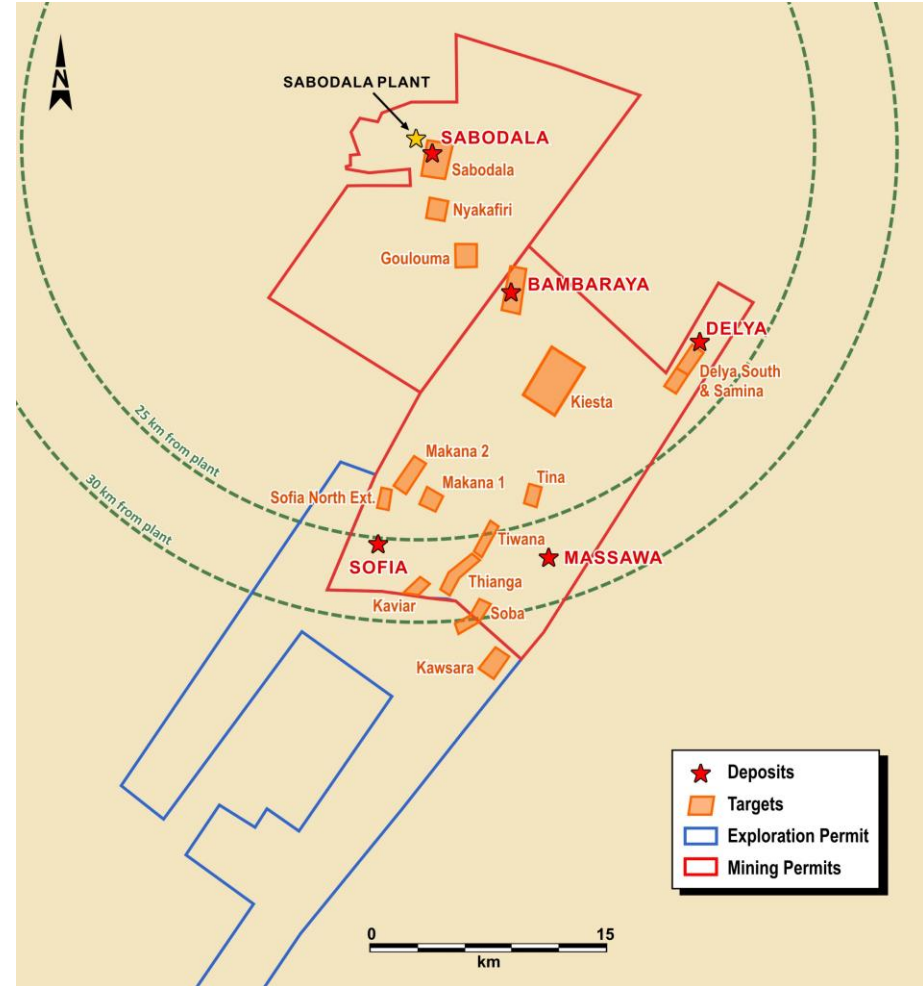 N
SABODALA PLANT
SABODALA
Sabodala
Nyakafiri
Goulouma
BAMBARAYA
DELYA
Delya South
& Samina
Kiesta
25 km from plant
30 km from plant
Makana 2
Makana 1
Tina
Sofia North Ext.
Tiwana
SOFIA
MASSAWA
Thianga
Kaviar
Soba
Kawsara
Deposits
Targets
Exploration Permit
Mining Permits
0
15
km